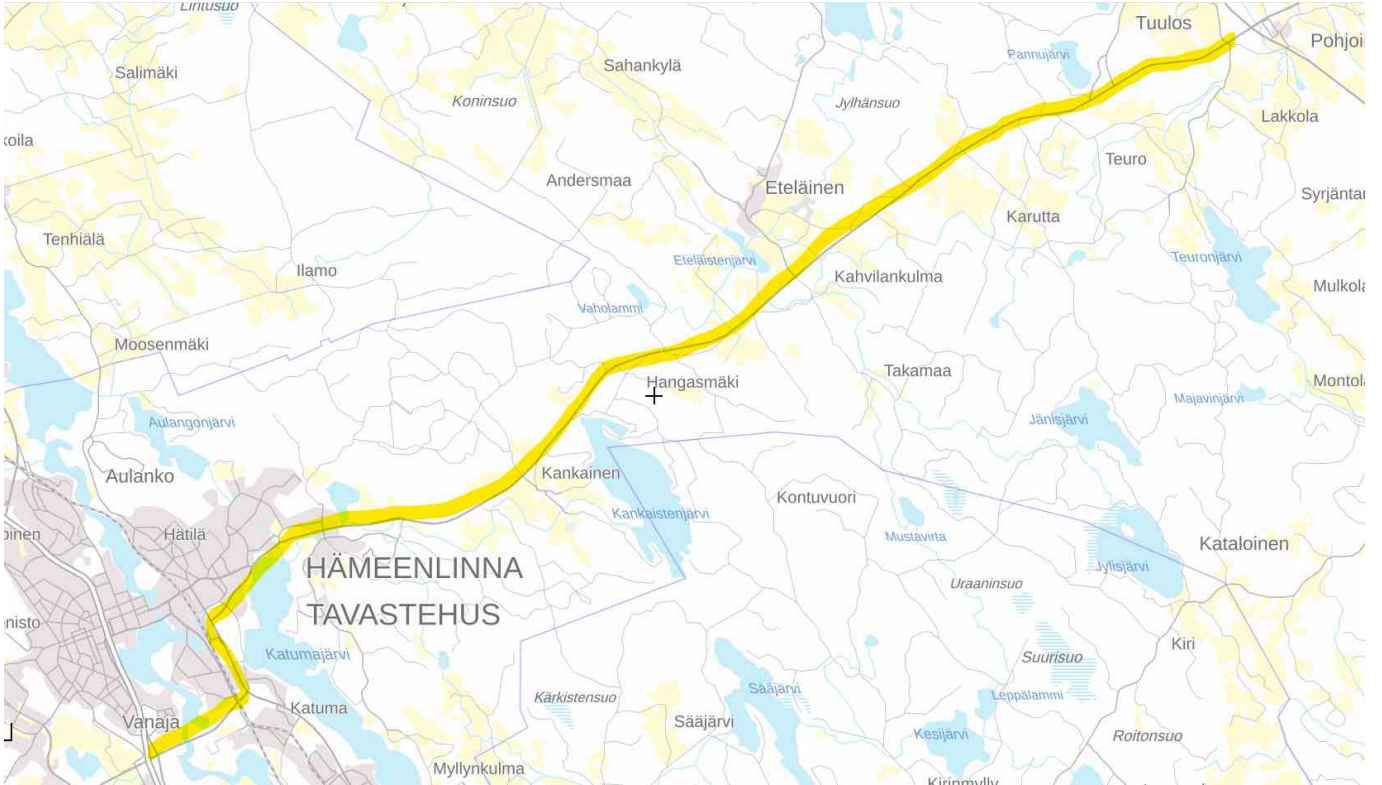 Lintusuo
Tuulos
Pohjoi
Pannujärvi
Salimäki
Sahankylä
Koninsuo
Jylhänsuo
Lakkola
koila
Teuro
Andersmaa
Eteläinen
Syrjäntar
Karutta
Tenhiälä
Eteläistenjärvi
Teuronjärvi
Ilamo
Kahvilankulma
Mulkola
Vaholammi
Moosenmäki
Takamaa
Hangasmäki
Montola
Majavinjärvi
Aulangonjärvi
Jänisjärvi
Aulanko
Kankainen
Kontuvuori
Kankaistenjärvi
Hätilä
Mustavirta
Kataloinen
HÄMEENLINNA
TAVASTEHUS
Jylisjärvi
Uraaninsuo
enisto
Kiri
Katumajärvi
Suurisuo
Sääjärvi
Leppälammi
Kärkistensuo
Katuma
Vanaja
Sääjärvi
Kesijärvi
Roitonsuo
Myllynkulma
Kirinmylly